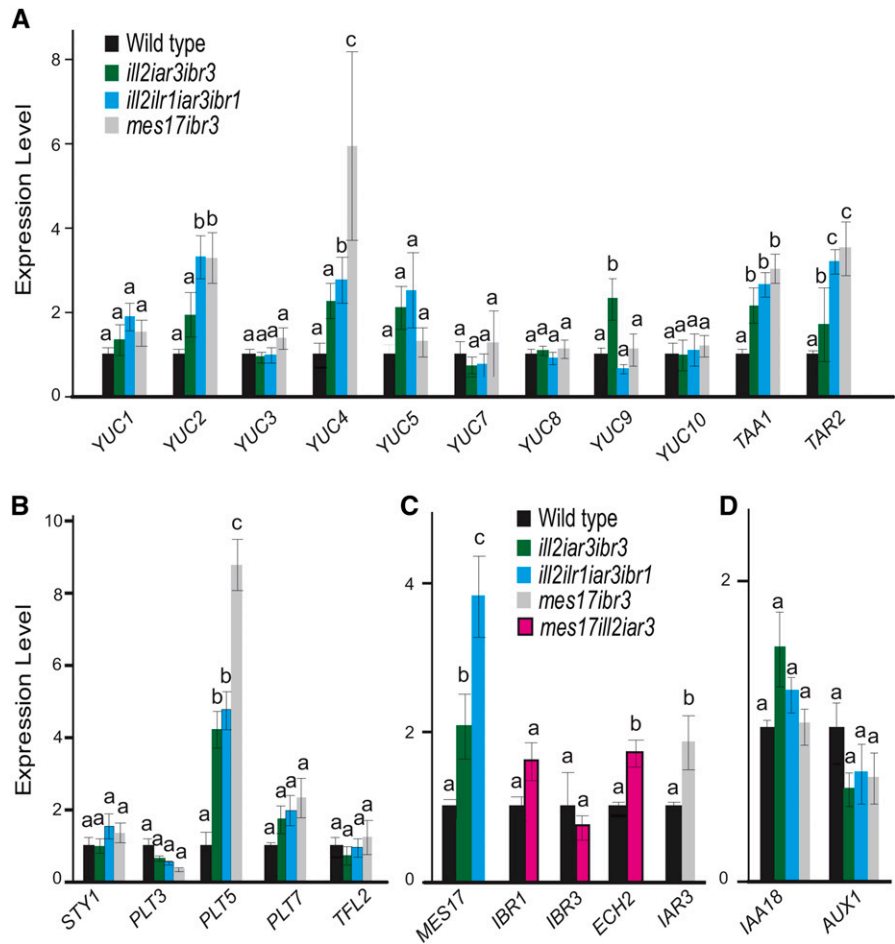 A
Wild type
ill2iar3ibr3
ill2ilr1iar3ibr1
mes17ibr3
Expression Level
8
6
4
2
0
a a a a
a a b b
a a a a
a a b c
a a a a
a a a a
a a a a
a a a a
a a a a
a b b b
a a c c
YUC1 YUC2 YUC3 YUC4 YUC5 YUC7 YUC8 YUC9 YUC10 TAA1 TAR2
B
Expression Level
10
8
6
4
2
0
a a a a
a a a a
a b b c
a a a a
a a a a
STY1 PLT3 PLT5 PLT7 TFL2
C
Wild type
ill2iar3ibr3
ill2ilr1iar3ibr1
mes17ibr3
mes17ill2iar3
4
2
0
a b c
a a
a a
a b
a b
MES17 IBR1 IBR3 ECH2 IAR3
D
2
0
a a a a
a a a a
IAA18 AUX1